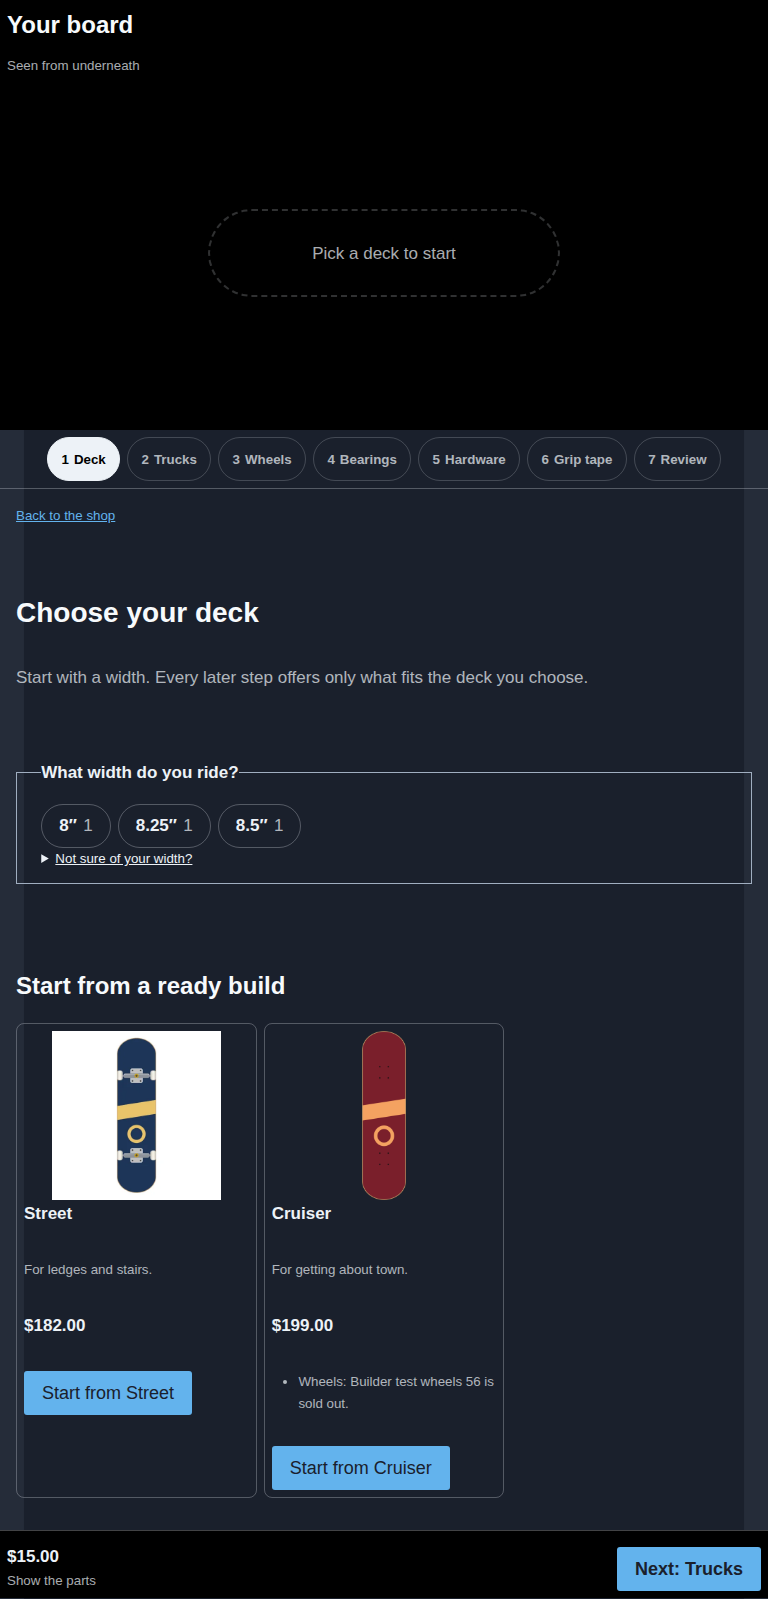 Your board
Seen from underneath
Pick a deck to start
1 Deck
2 Trucks
3 Wheels
4 Bearings
5 Hardware
6 Grip tape
7 Review
Back to the shop
Choose your deck
Start with a width. Every later step offers only what fits the deck you choose.
What width do you ride?
8″ 1
8.25″ 1
8.5″ 1
Not sure of your width?
Start from a ready build
Street
For ledges and stairs.
$182.00
Start from Street
Cruiser
For getting about town.
$199.00
Wheels: Builder test wheels 56 is
sold out.
Start from Cruiser
$15.00
Show the parts
Next: Trucks